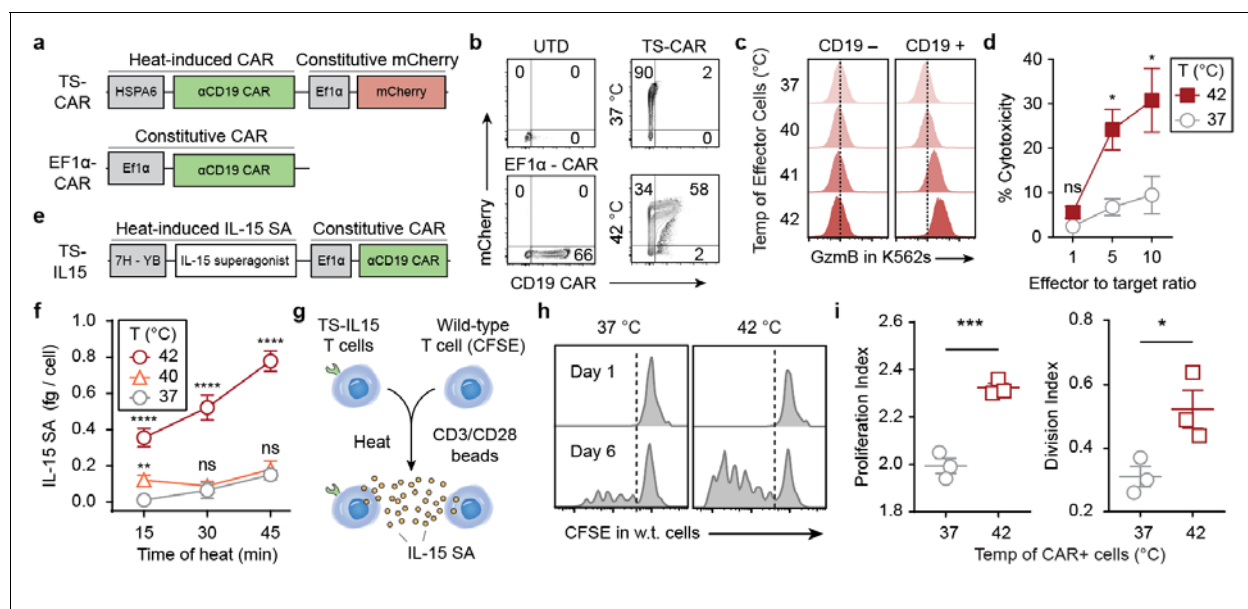 a
Heat-induced CAR
Constitutive mCherry
TS-
CAR
HSPA6
αCD19 CAR
Ef1α
mCherry
Constitutive CAR
EF1α-
CAR
Ef1α
αCD19 CAR
e
Heat-induced IL-15 SA
Constitutive CAR
TS-
IL15
7H - YB
IL-15 superagonist
Ef1α
αCD19 CAR
b
UTD
TS-CAR
0 0
0
37 °C
90 2
0
EF1α - CAR
0 0
66
42 °C
34 58
2
mCherry
CD19 CAR
c
CD19 –
CD19 +
Temp of Effector Cells (°C)
37
40
41
42
GzmB in K562s
d
% Cytotoxicity
40
30
20
10
0
ns
*
*
T (°C)
42
37
1 5 10
Effector to target ratio
f
IL-15 SA (fg / cell)
1.0
0.8
0.6
0.4
0.2
0.0
T (°C)
42
40
37
****
****
****
**
ns
ns
15 30 45
Time of heat (min)
g
TS-IL15
T cells
Wild-type
T cell (CFSE)
Heat
CD3/CD28
beads
IL-15 SA
h
37 °C
42 °C
Day 1
Day 6
CFSE in w.t. cells
i
Proliferation Index
2.6
2.4
2.2
2.0
1.8
***
37 42
Division Index
0.8
0.6
0.4
0.2
*
37 42
Temp of CAR+ cells (°C)